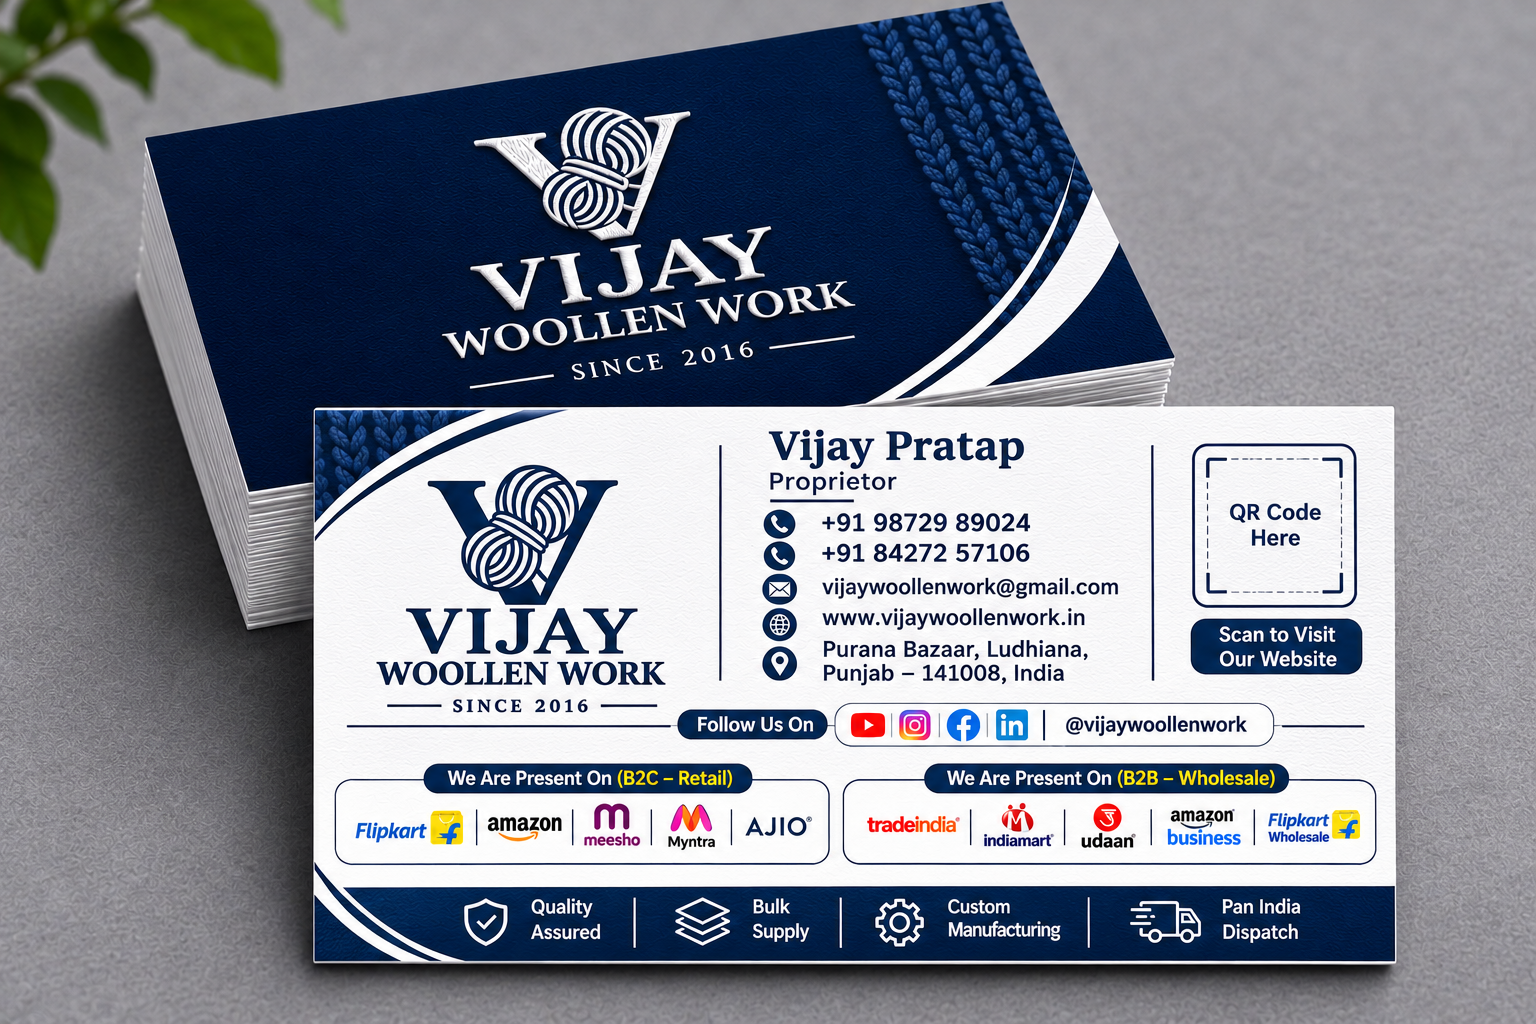 VIJAY
WOOLLEN WORK
SINCE 2016
VIJAY
WOOLLEN WORK
SINCE 2016
Vijay Pratap
Proprietor
+91 98729 89024
+91 84272 57106
vijaywoollenwork@gmail.com
www.vijaywoollenwork.in
Purana Bazaar, Ludhiana,
Punjab – 141008, India
QR Code
Here
Scan to Visit
Our Website
Follow Us On
in
@vijaywoollenwork
We Are Present On (B2C – Retail)
Flipkart
amazon
meesho
Myntra
AJIO®
We Are Present On (B2B – Wholesale)
tradeindia®
indiamart®
udaan®
amazon®
business
Flipkart
Wholesale
Quality
Assured
Bulk
Supply
Custom
Manufacturing
Pan India
Dispatch